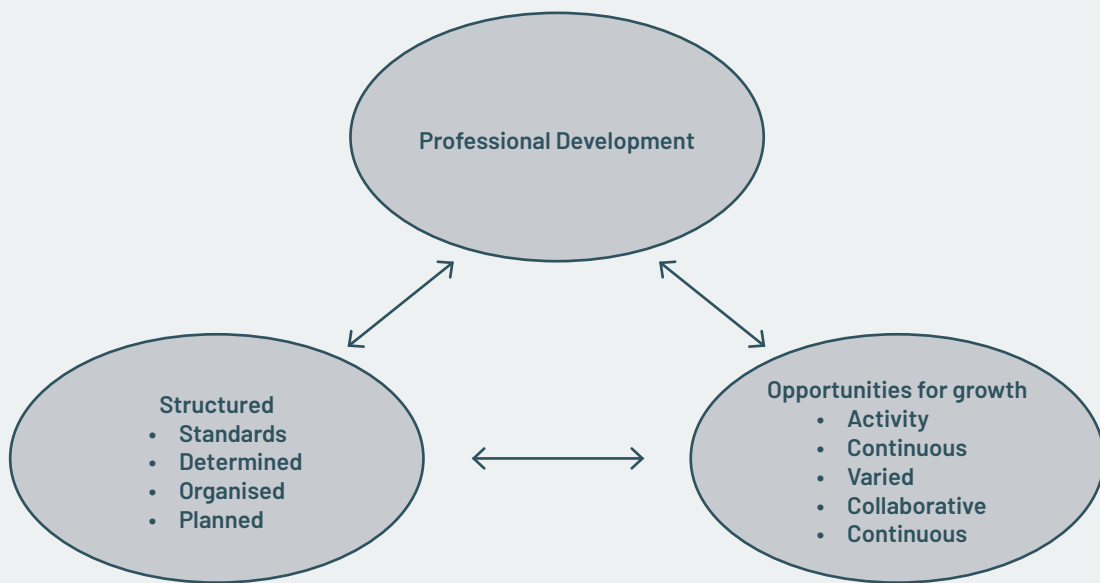 Professional Development
Structured
• Standards
• Determined
• Organised
• Planned
Opportunities for growth
• Activity
• Continuous
• Varied
• Collaborative
• Continuous